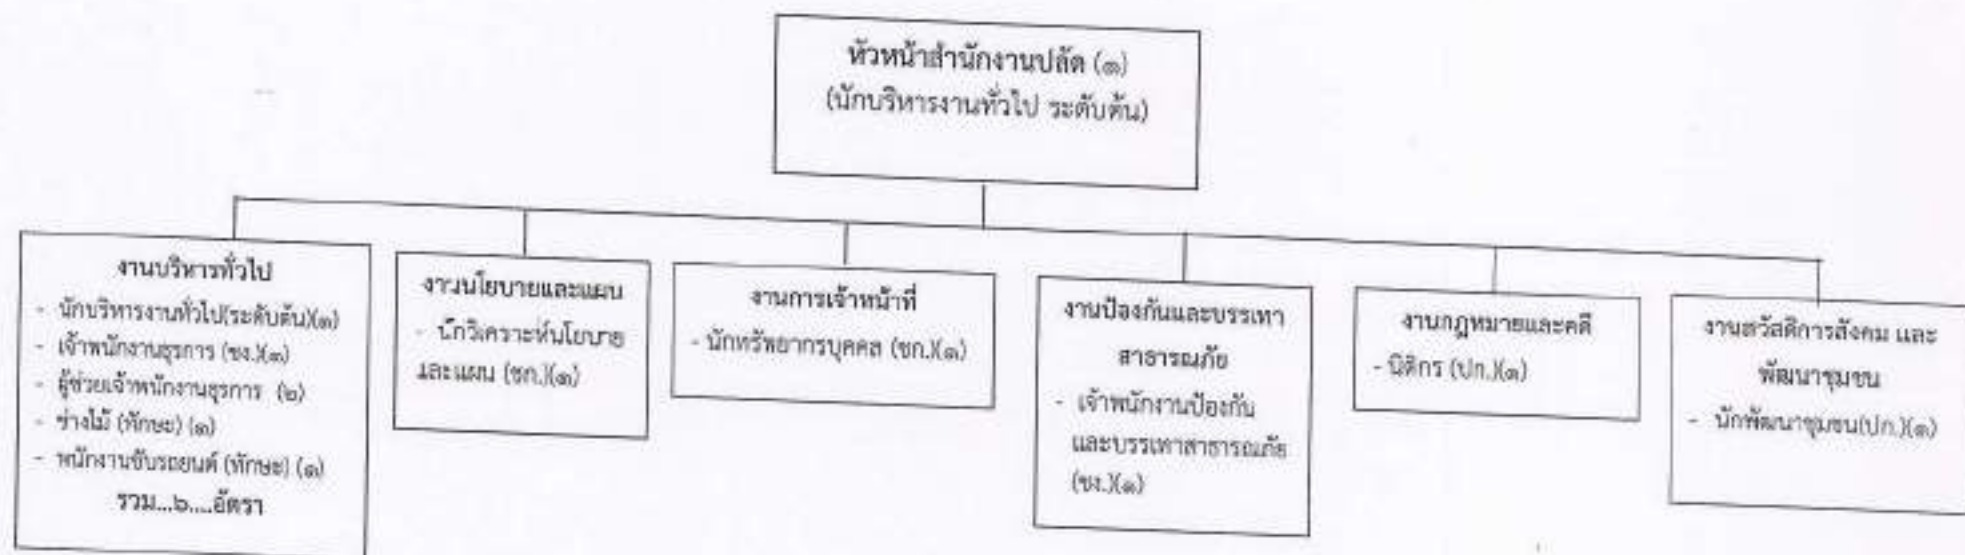 หัวหน้าสำนักงานปลัด (๑)
(นักบริหารงานทั่วไป ระดับต้น)
งานบริหารทั่วไป
- นักบริหารงานทั่วไป(ระดับต้น)(๑)
- เจ้าพนักงานธุรการ (ชง.)(๑)
- ผู้ช่วยเจ้าพนักงานธุรการ (๒)
- ช่างไม้ (ทักษะ) (๑)
- พนักงานขับรถยนต์ (ทักษะ) (๑)
รวม...๖....อัตรา
งานนโยบายและแผน
- นักวิเคราะห์นโยบาย
และแผน (ชก.)(๑)
งานการเจ้าหน้าที่
- นักทรัพยากรบุคคล (ชก.)(๑)
งานป้องกันและบรรเทา
สาธารณภัย
- เจ้าพนักงานป้องกัน
และบรรเทาสาธารณภัย
(ชง.)(๑)
งานกฎหมายและคดี
- นิติกร (ปก.)(๑)
งานสวัสดิการสังคม และ
พัฒนาชุมชน
- นักพัฒนาชุมชน(ปก.)(๑)